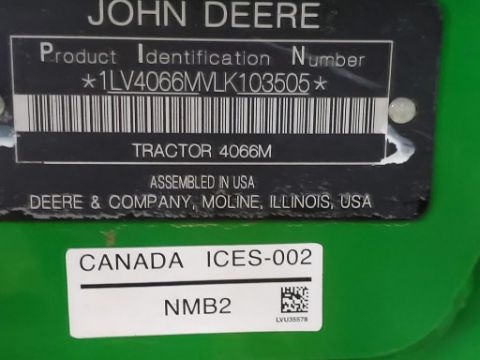 JOHN DEERE
Product Identification Number
*1LV4066MVLK103505*
TRACTOR 4066M
ASSEMBLED IN USA
DEERE & COMPANY, MOLINE, ILLINOIS, USA
CANADA ICES-002
NMB2
LVU35578